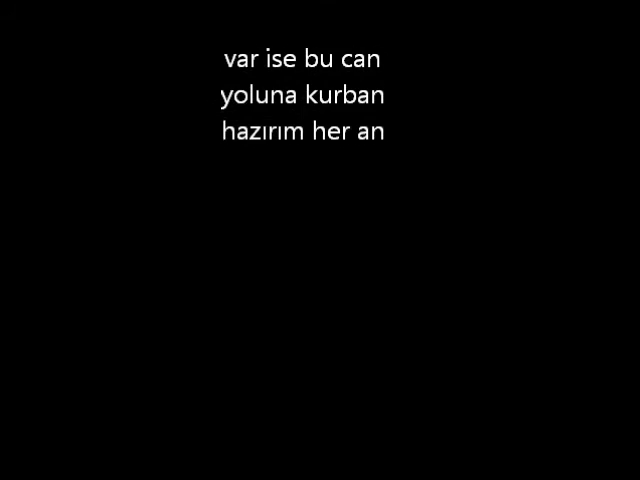 var ise bu can
yoluna kurban
hazırım her an